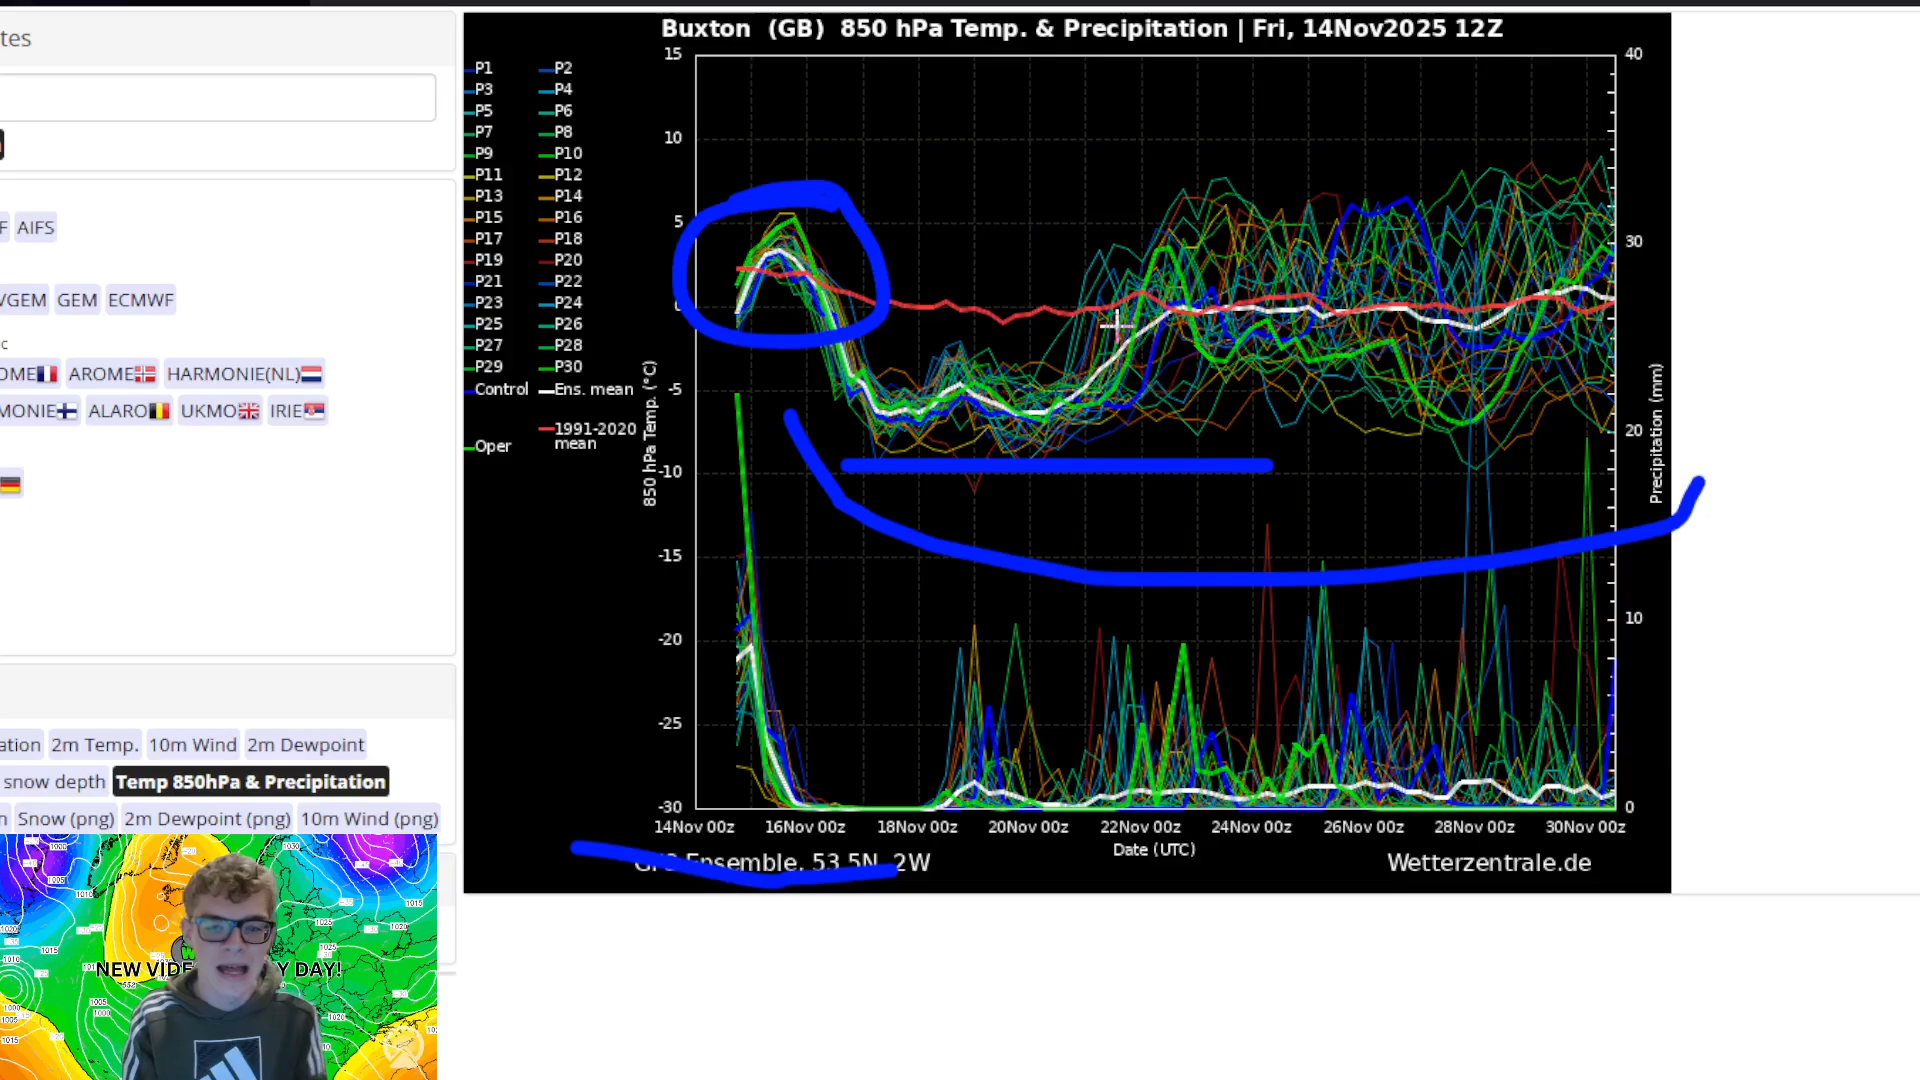 tes
Buxton (GB) 850 hPa Temp. & Precipitation | Fri, 14Nov2025 12Z
P1 P2
P3 P4
P5 P6
P7 P8
P9 P10
P11 P12
P13 P14
P15 P16
P17 P18
P19 P20
P21 P22
P23 P24
P25 P26
P27 P28
P29 P30
Control Ens. mean
1991-2020
mean
Oper
850 hPa Temp. (°C)
15
10
5
-5
-10
-15
-20
-25
-30
Precipitation (mm)
40
30
20
10
0
14Nov 00z 16Nov 00z 18Nov 00z 20Nov 00z 22Nov 00z 24Nov 00z 26Nov 00z 28Nov 00z 30Nov 00z
Date (UTC)
GFS Ensemble, 53.5N, 2W
Wetterzentrale.de
F AIFS
VGEM GEM ECMWF
c
OME AROME HARMONIE(NL)
MONIE ALARO UKMO IRIE
ation 2m Temp. 10m Wind 2m Dewpoint
snow depth Temp 850hPa & Precipitation
n Snow (png) 2m Dewpoint (png) 10m Wind (png)
NEW VIDE Y DAY!